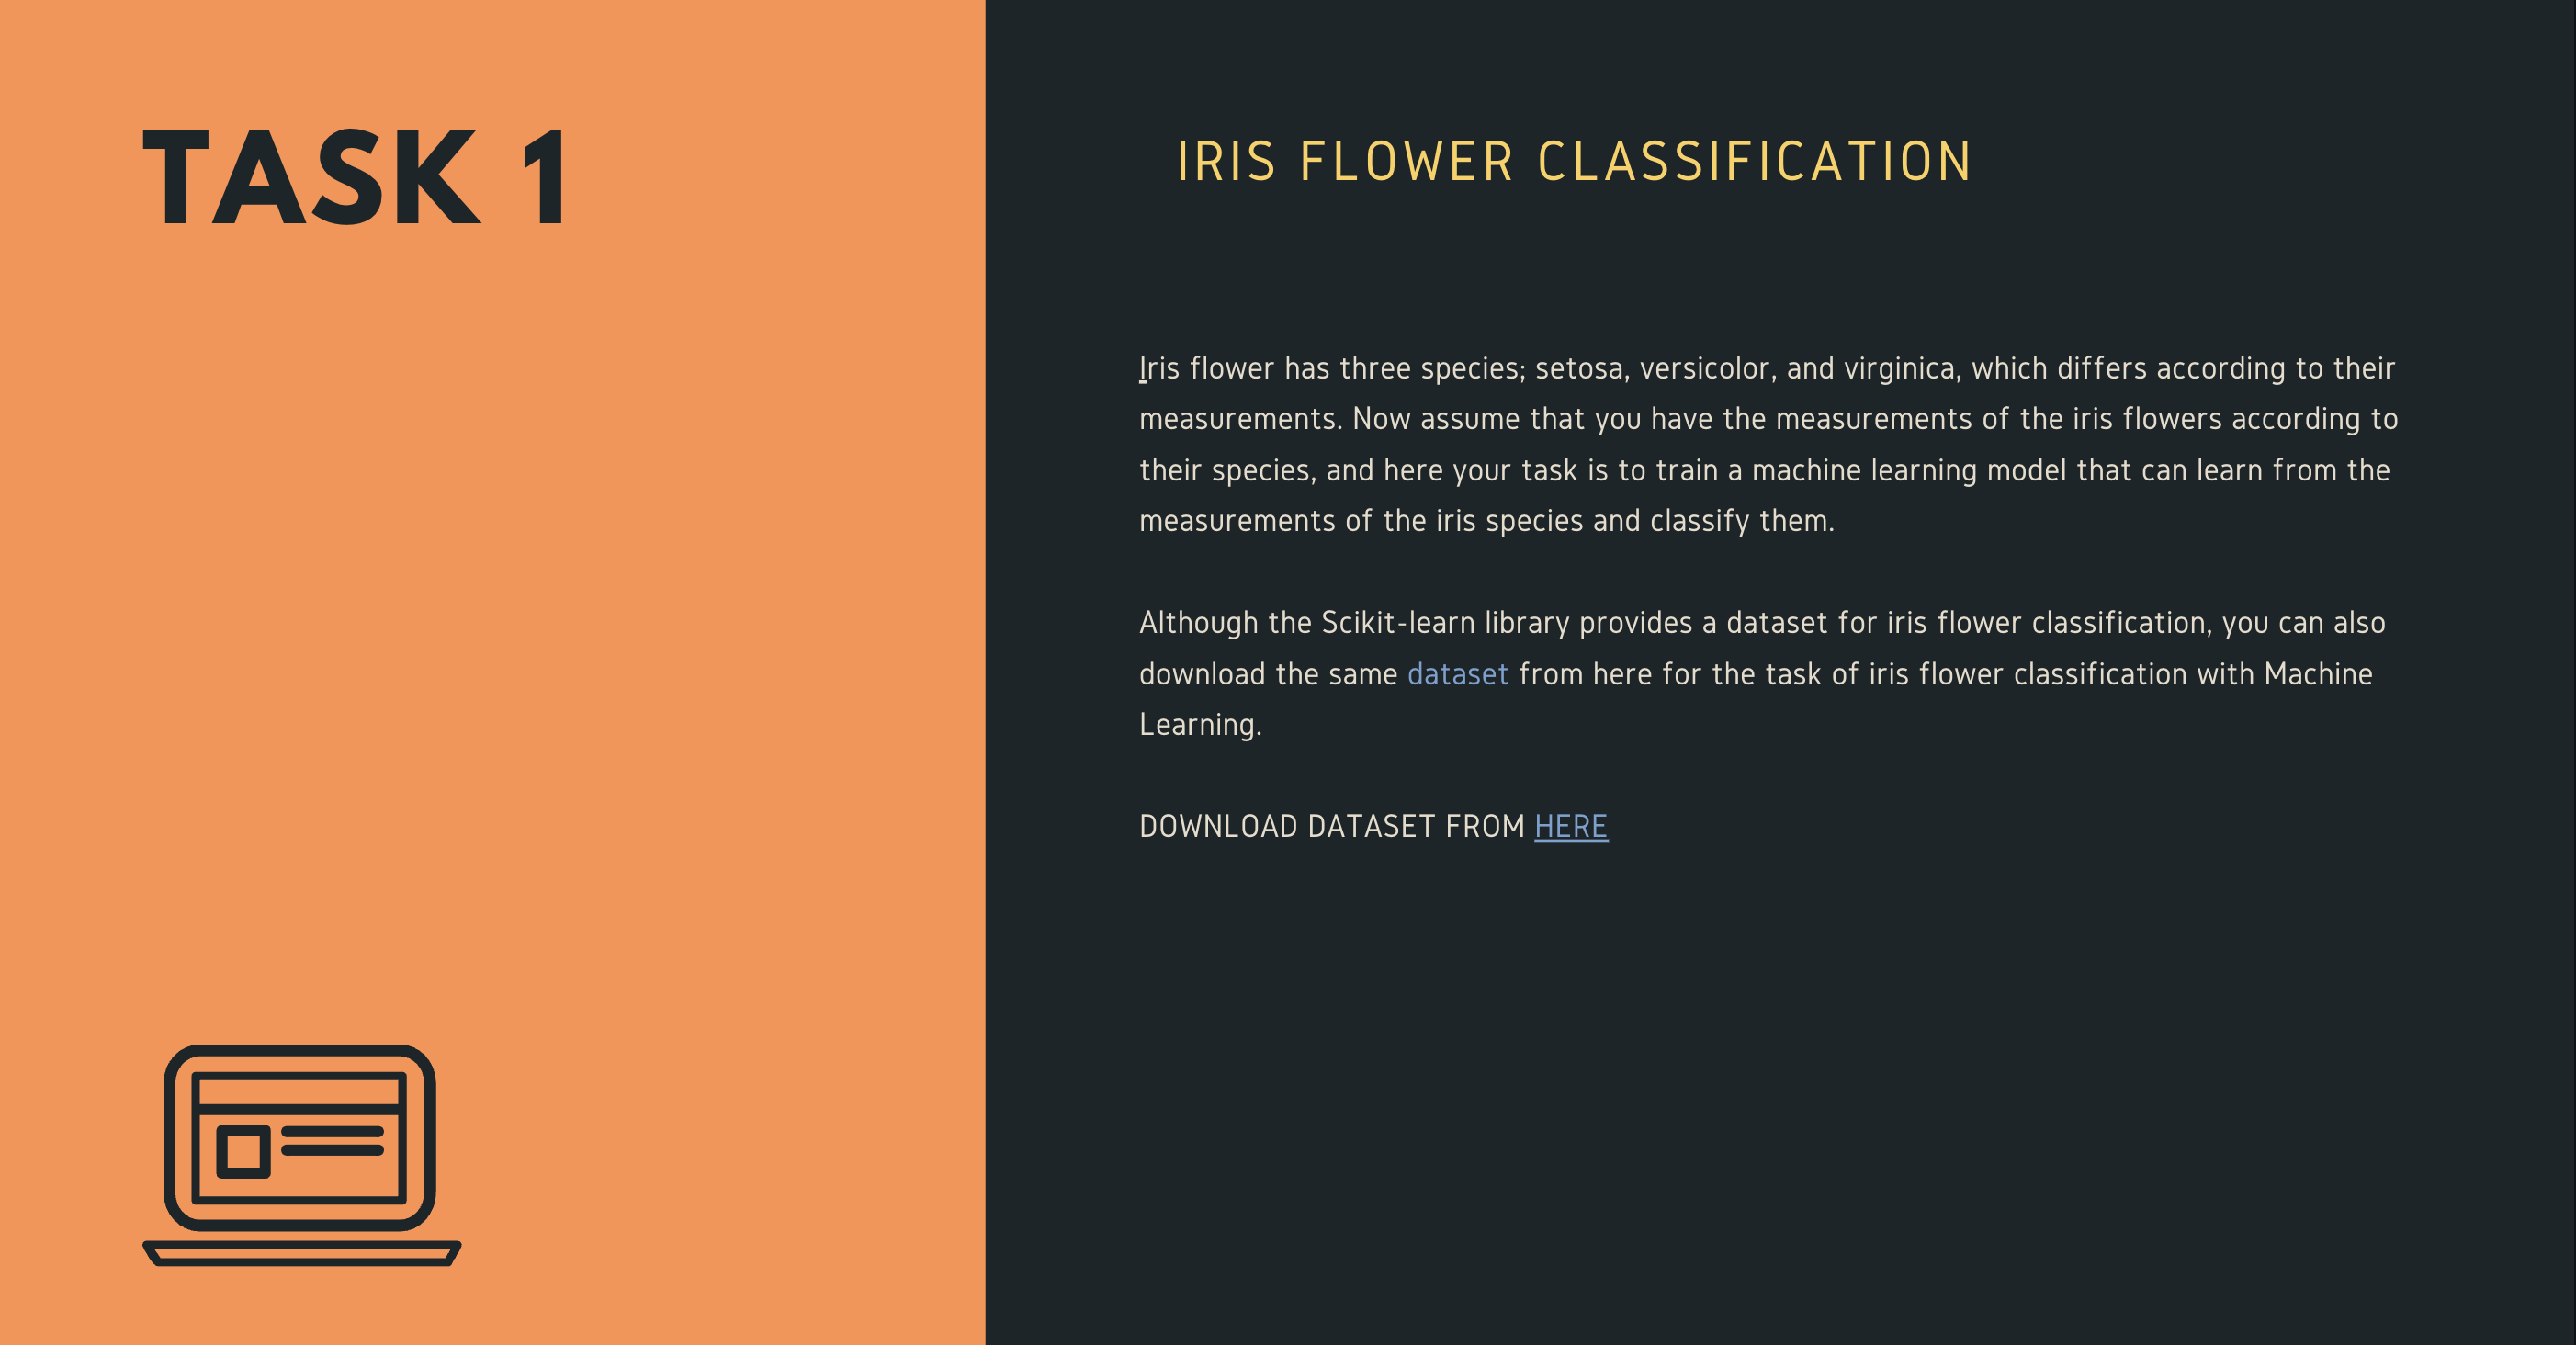 TASK 1
IRIS FLOWER CLASSIFICATION
Iris flower has three species; setosa, versicolor, and virginica, which differs according to their
measurements. Now assume that you have the measurements of the iris flowers according to
their species, and here your task is to train a machine learning model that can learn from the
measurements of the iris species and classify them.
Although the Scikit-learn library provides a dataset for iris flower classification, you can also
download the same dataset from here for the task of iris flower classification with Machine
Learning.
DOWNLOAD DATASET FROM HERE